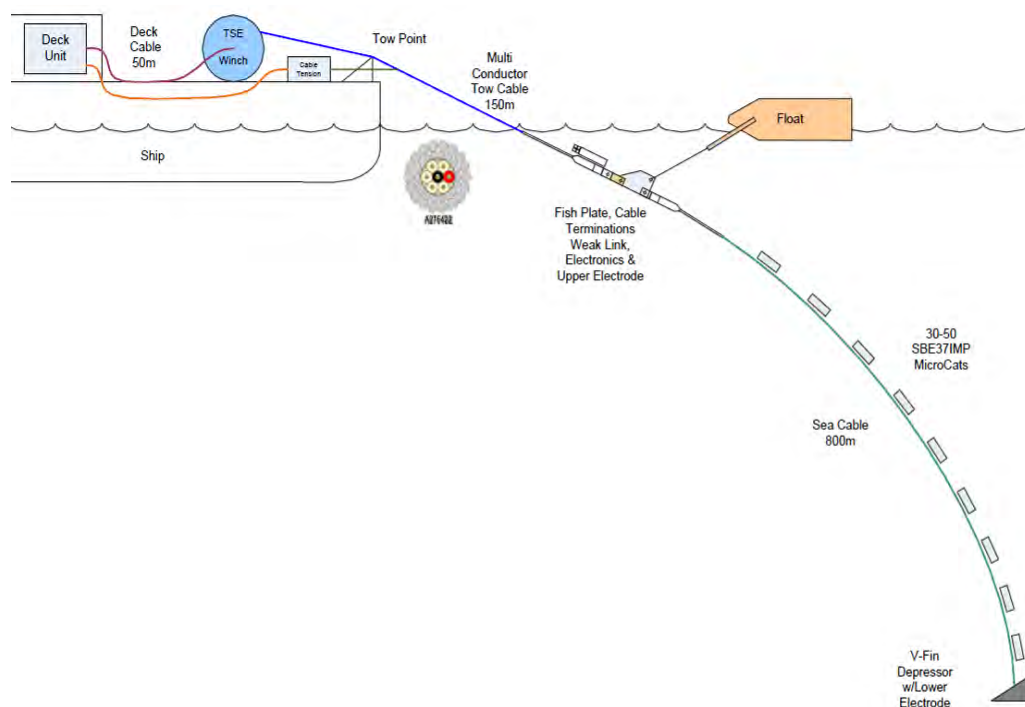 Deck
Unit
Deck
Cable
50m
TSE
Winch
Cable
Tension
Tow Point
Multi
Conductor
Tow Cable
150m
Float
Ship
A276422
Fish Plate, Cable
Terminations
Weak Link,
Electronics &
Upper Electrode
30-50
SBE37IMP
MicroCats
Sea Cable
800m
V-Fin
Depressor
w/Lower
Electrode